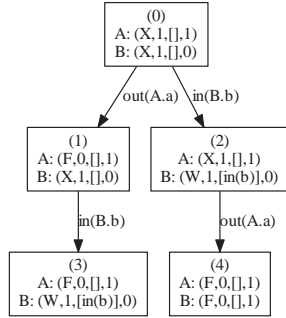 (0)
A: (X,1,[],1)
B: (X,1,[],0)
out(A.a)
in(B.b)
(1)
A: (F,0,[],1)
B: (X,1,[],0)
(2)
A: (X,1,[],1)
B: (W,1,[in(b)],0)
in(B.b)
out(A.a)
(3)
A: (F,0,[],1)
B: (W,1,[in(b)],0)
(4)
A: (F,0,[],1)
B: (F,0,[],1)